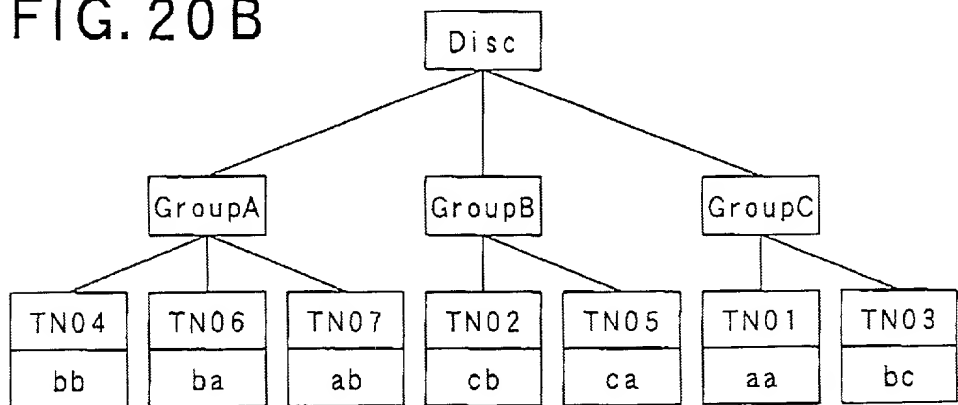 FIG. 20B
Disc
GroupA GroupB GroupC
TN04 TN06 TN07 TN02 TN05 TN01 TN03
bb ba ab cb ca aa bc